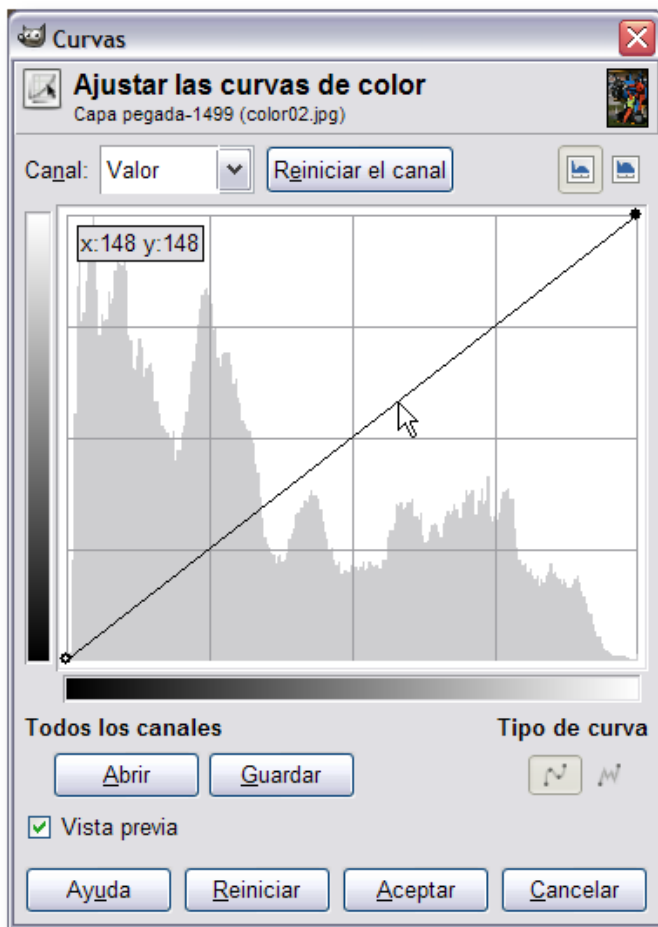 Curvas
Ajustar las curvas de color
Capa pegada-1499 (color02.jpg)
Canal: Valor Reiniciar el canal
x:148 y:148
Todos los canales Tipo de curva
Abrir Guardar
Vista previa
Ayuda Reiniciar Aceptar Cancelar